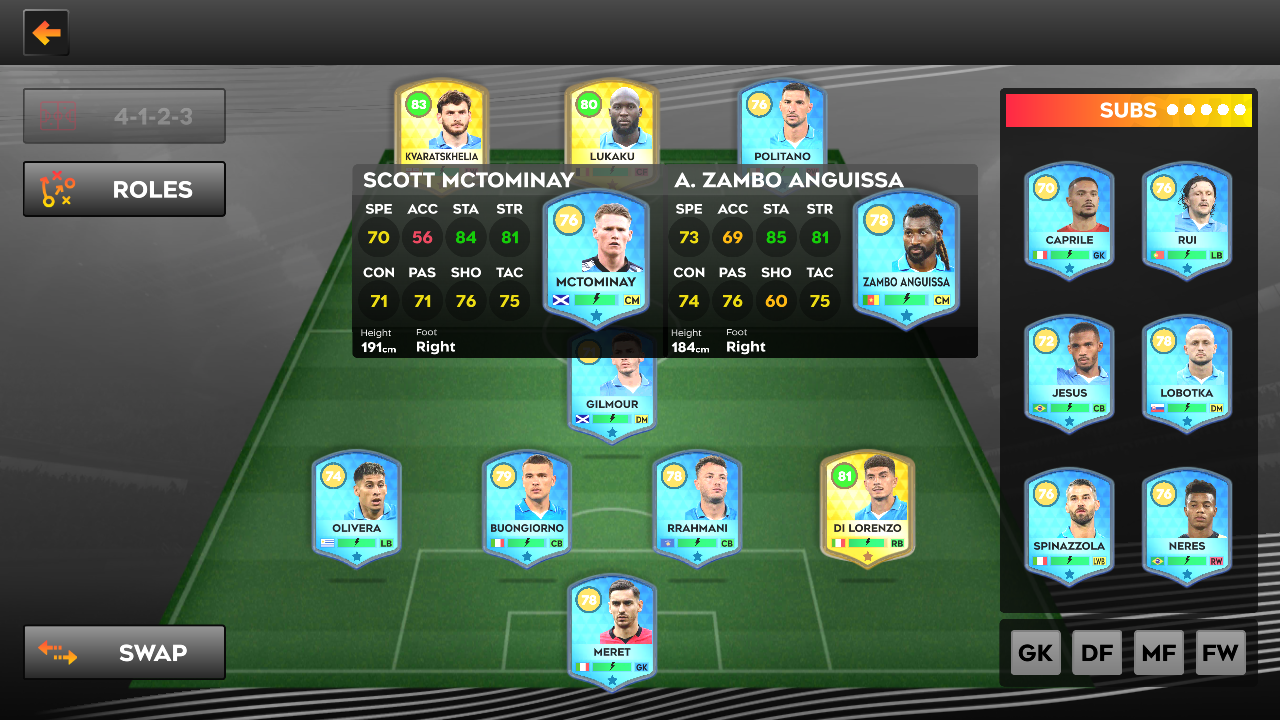 4-1-2-3
ROLES
83
KVARATSKHELIA
80
LUKAKU
76
POLITANO
SCOTT MCTOMINAY
SPE ACC STA STR
70 56 84 81
CON PAS SHO TAC
71 71 76 75
Height Foot
191cm Right
76
MCTOMINAY
CM
A. ZAMBO ANGUISSA
SPE ACC STA STR
73 69 85 81
CON PAS SHO TAC
74 76 60 75
Height Foot
184cm Right
78
ZAMBO ANGUISSA
CM
GILMOUR
DM
74
OLIVERA
LB
79
BUONGIORNO
CB
78
RRAHMANI
CB
81
DI LORENZO
RB
78
MERET
GK
SWAP
SUBS
70
CAPRILE
GK
76
RUI
LB
72
JESUS
CB
78
LOBOTKA
DM
76
SPINAZZOLA
LWB
76
NERES
RW
GK DF MF FW